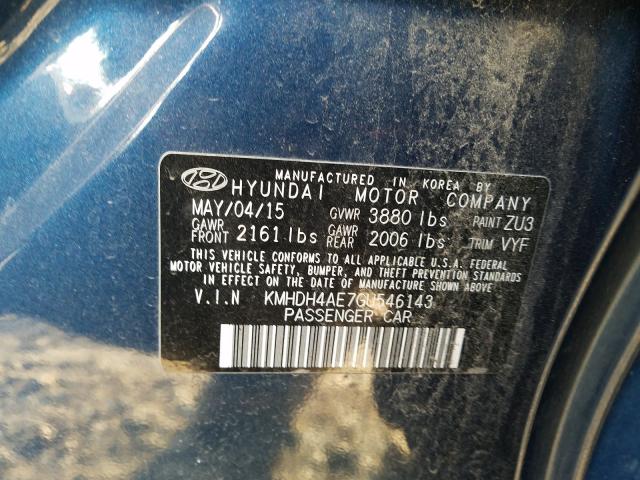 MANUFACTURED IN KOREA BY
HYUNDAI MOTOR COMPANY
MAY/04/15 GVWR 3880 lbs PAINT ZU3
GAWR FRONT 2161 lbs GAWR REAR 2006 lbs TRIM VYF
THIS VEHICLE CONFORMS TO ALL APPLICABLE U.S.A. FEDERAL
MOTOR VEHICLE SAFETY, BUMPER, AND THEFT PREVENTION STANDARDS
IN EFFECT ON THE DATE OF MANUFACTURE SHOWN ABOVE.
V.I.N KMHDH4AE7GU546143
PASSENGER CAR